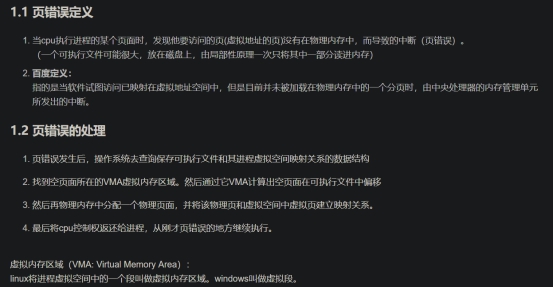 1.1 页错误定义
1. 当cpu执行进程的某个页面时，发现他要访问的页(虚拟地址的页)没有在物理内存中，而导致的中断（页错误）。
（一个可执行文件可能很大，放在磁盘上，由局部性原理一次只将其中一部分读进内存）
2. 百度定义：
指的是当软件试图访问已映射在虚拟地址空间中，但是目前并未被加载在物理内存中的一个分页时，由中央处理器的内存管理单元
所发出的中断。
1.2 页错误的处理
1. 页错误发生后，操作系统去查询保存可执行文件和其进程虚拟空间映射关系的数据结构
2. 找到空页面所在的VMA虚拟内存区域。然后通过它VMA计算出空页面在可执行文件中偏移
3. 然后再物理内存中分配一个物理页面，并将该物理页和虚拟空间中虚拟页建立映射关系。
4. 最后将cpu控制权返还给进程，从刚才页错误的地方继续执行。
虚拟内存区域（VMA: Virtual Memory Area）：
linux将进程虚拟空间中的一个段叫做虚拟内存区域。windows叫做虚拟段。